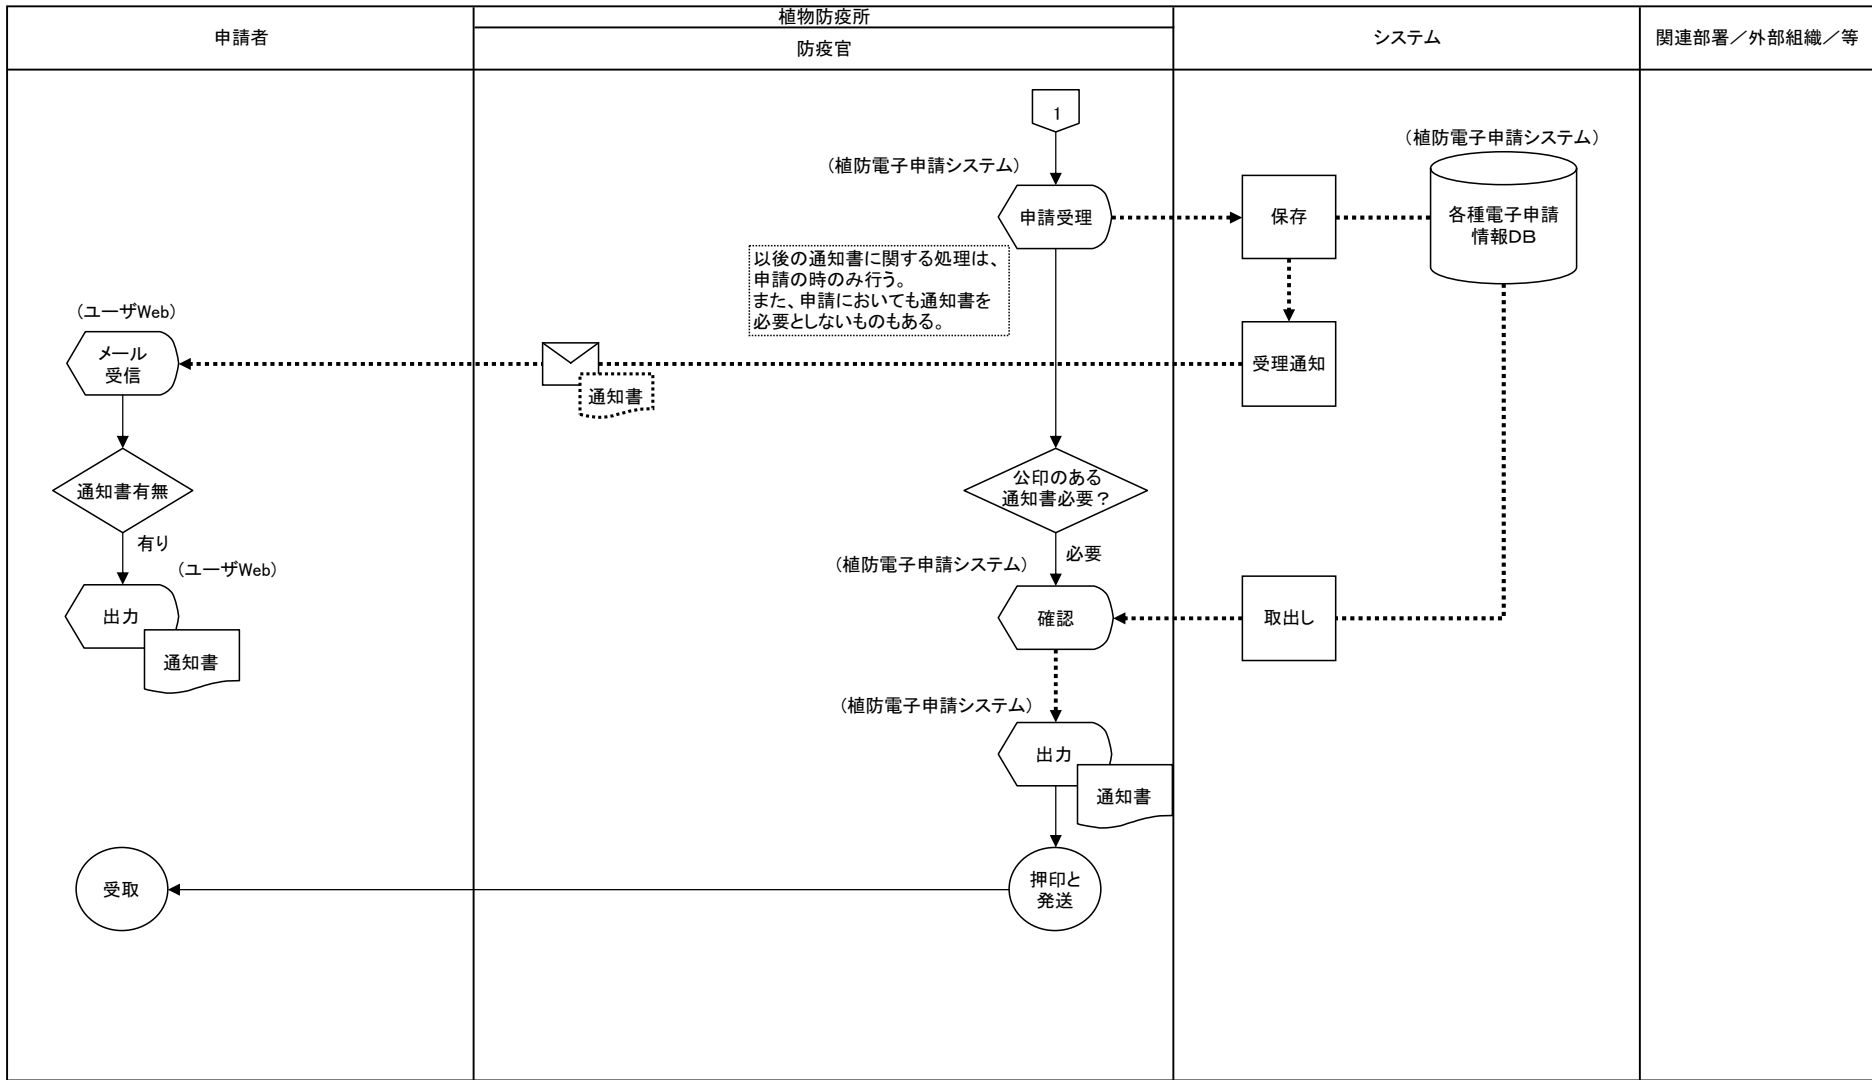 申請者
植物防疫所
防疫官
システム
関連部署／外部組織／等
1
（植防電子申請システム）
（植防電子申請システム）
申請受理
保存
各種電子申請
情報DB
以後の通知書に関する処理は、
申請の時のみ行う。
また、申請においても通知書を
必要としないものもある。
（ユーザWeb）
メール
受信
通知書
受理通知
通知書有無
公印のある
通知書必要？
有り
必要
（ユーザWeb）
（植防電子申請システム）
出力
通知書
確認
取出し
（植防電子申請システム）
出力
通知書
受取
押印と
発送